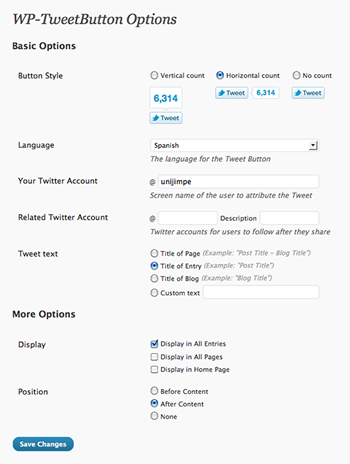 WP-TweetButton Options
Basic Options
Button Style
Vertical count Horizontal count No count
6,314
Tweet 6,314 Tweet
Tweet
Language Spanish
The language for the Tweet Button
Your Twitter Account @ unijimpe
Screen name of the user to attribute the Tweet
Related Twitter Account @ Description
Twitter accounts for users to follow after they share
Tweet text Title of Page (Example: "Post Title – Blog Title")
Title of Entry (Example: "Post Title")
Title of Blog (Example: "Blog Title")
Custom text
More Options
Display Display in All Entries
Display in All Pages
Display in Home Page
Position Before Content
After Content
None
Save Changes